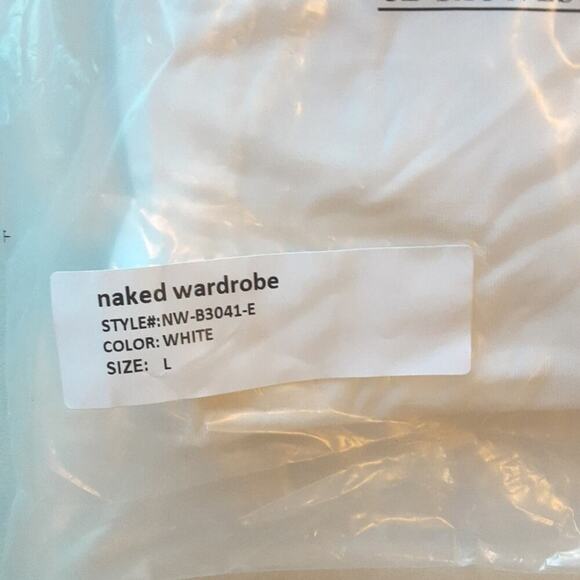 naked wardrobe
STYLE#:NW-B3041-E
COLOR: WHITE
SIZE: L